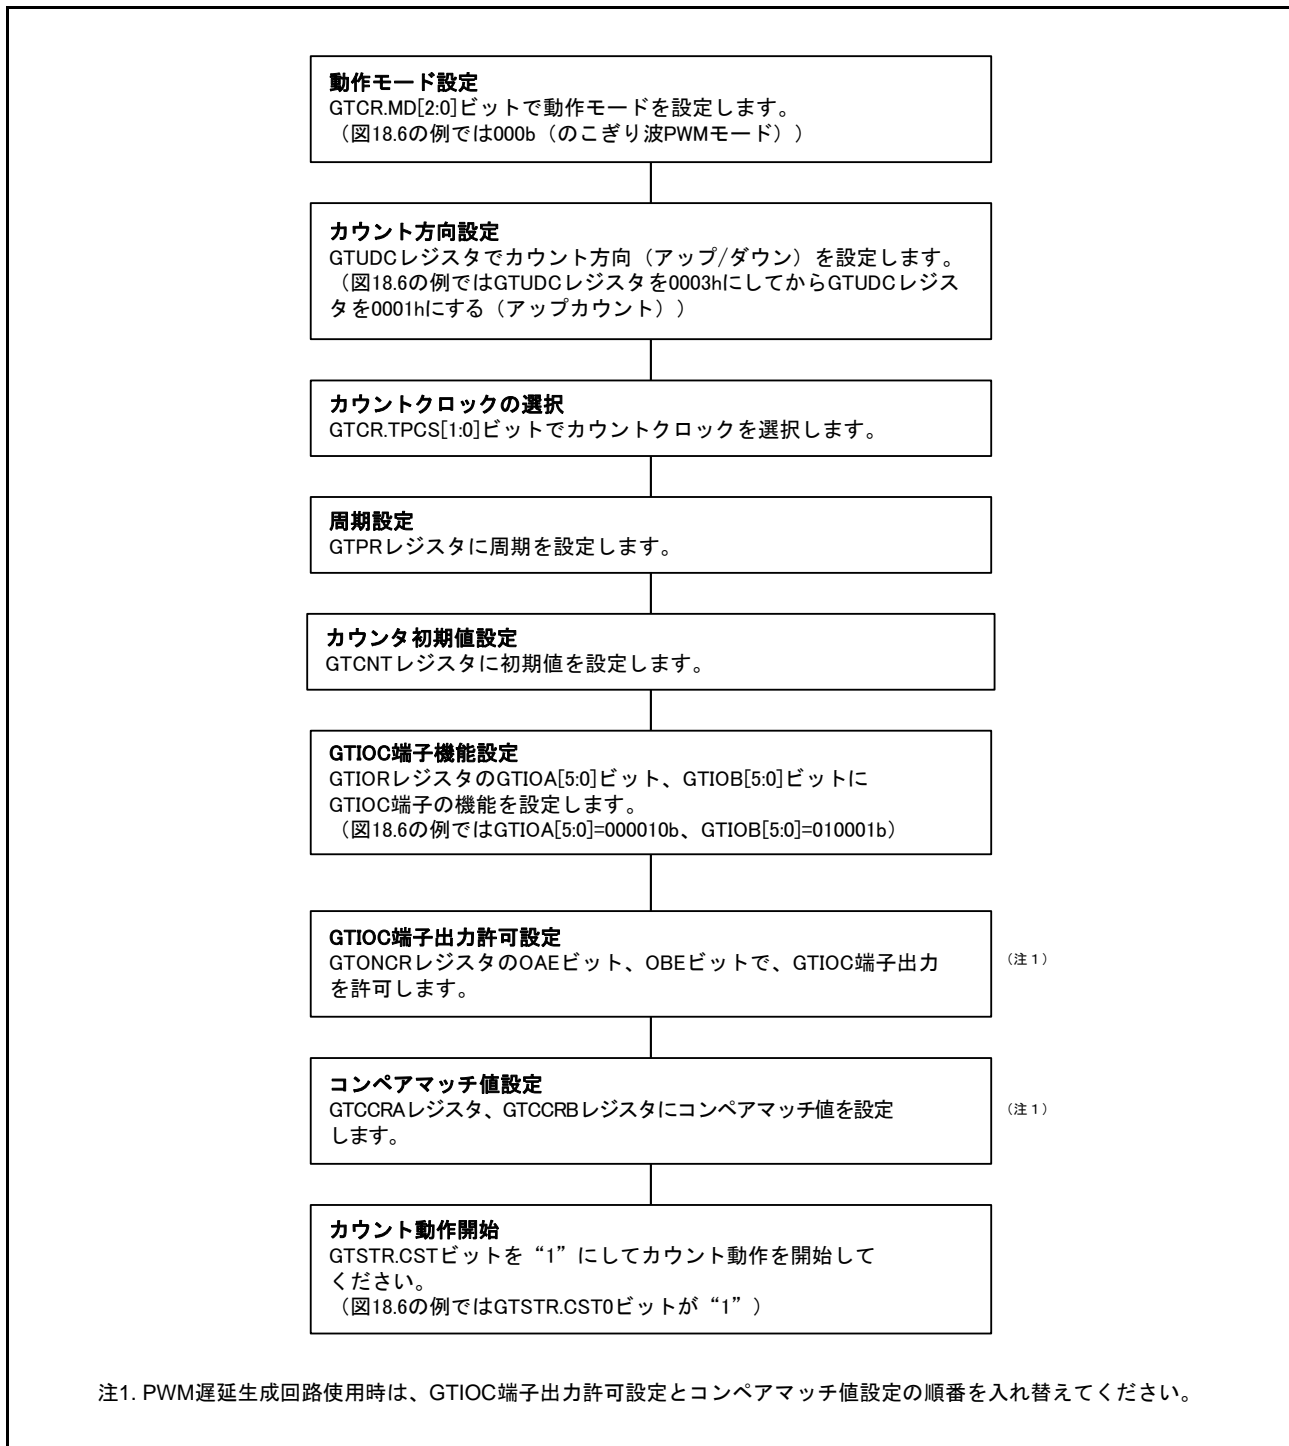 動作モード設定
GTCR.MD[2:0]ビットで動作モードを設定します。
（図18.6の例では000b（のこぎり波PWMモード））
カウント方向設定
GTUDCレジスタでカウント方向（アップ/ダウン）を設定します。
（図18.6の例ではGTUDCレジスタを0003hにしてからGTUDCレジス
タを0001hにする（アップカウント））
カウントクロックの選択
GTCR.TPCS[1:0]ビットでカウントクロックを選択します。
周期設定
GTPRレジスタに周期を設定します。
カウンタ初期値設定
GTCNTレジスタに初期値を設定します。
GTIOC端子機能設定
GTIORレジスタのGTIOA[5:0]ビット、GTIOB[5:0]ビットに
GTIOC端子の機能を設定します。
（図18.6の例ではGTIOA[5:0]=000010b、GTIOB[5:0]=010001b）
GTIOC端子出力許可設定
GTONCRレジスタのOAEビット、OBEビットで、GTIOC端子出力
を許可します。
（注１）
コンペアマッチ値設定
GTCCRAレジスタ、GTCCRBレジスタにコンペアマッチ値を設定
します。
（注１）
カウント動作開始
GTSTR.CSTビットを“1”にしてカウント動作を開始して
ください。
（図18.6の例ではGTSTR.CST0ビットが“1”）
注1. PWM遅延生成回路使用時は、GTIOC端子出力許可設定とコンペアマッチ値設定の順番を入れ替えてください。